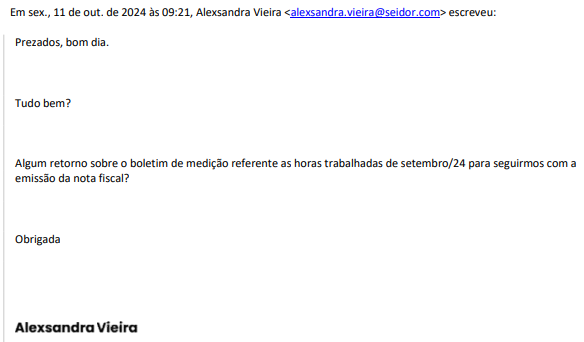 Em sex., 11 de out. de 2024 às 09:21, Alexsandra Vieira <alexsandra.vieira@seidor.com> escreveu:
Prezados, bom dia.
Tudo bem?
Algum retorno sobre o boletim de medição referente as horas trabalhadas de setembro/24 para seguirmos com a
emissão da nota fiscal?
Obrigada
Alexsandra Vieira